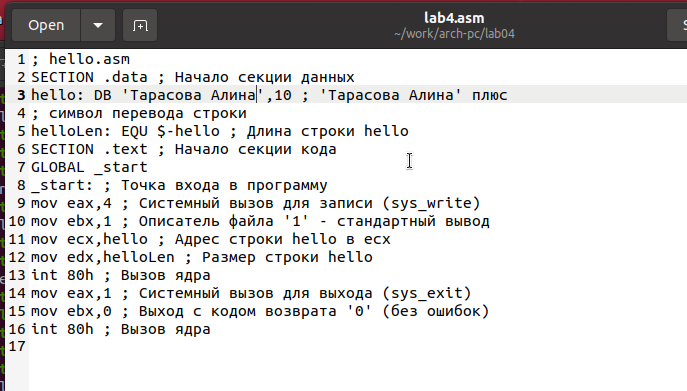 Open
lab4.asm
~/work/arch-pc/lab04
1 ; hello.asm
2 SECTION .data ; Начало секции данных
3 hello: DB 'Тарасова Алина',10 ; 'Тарасова Алина' плюс
4 ; символ перевода строки
5 helloLen: EQU $-hello ; Длина строки hello
6 SECTION .text ; Начало секции кода
7 GLOBAL _start
8 _start: ; Точка входа в программу
9 mov eax,4 ; Системный вызов для записи (sys_write)
10 mov ebx,1 ; Описатель файла '1' - стандартный вывод
11 mov ecx,hello ; Адрес строки hello в ecx
12 mov edx,helloLen ; Размер строки hello
13 int 80h ; Вызов ядра
14 mov eax,1 ; Системный вызов для выхода (sys_exit)
15 mov ebx,0 ; Выход с кодом возврата '0' (без ошибок)
16 int 80h ; Вызов ядра
17